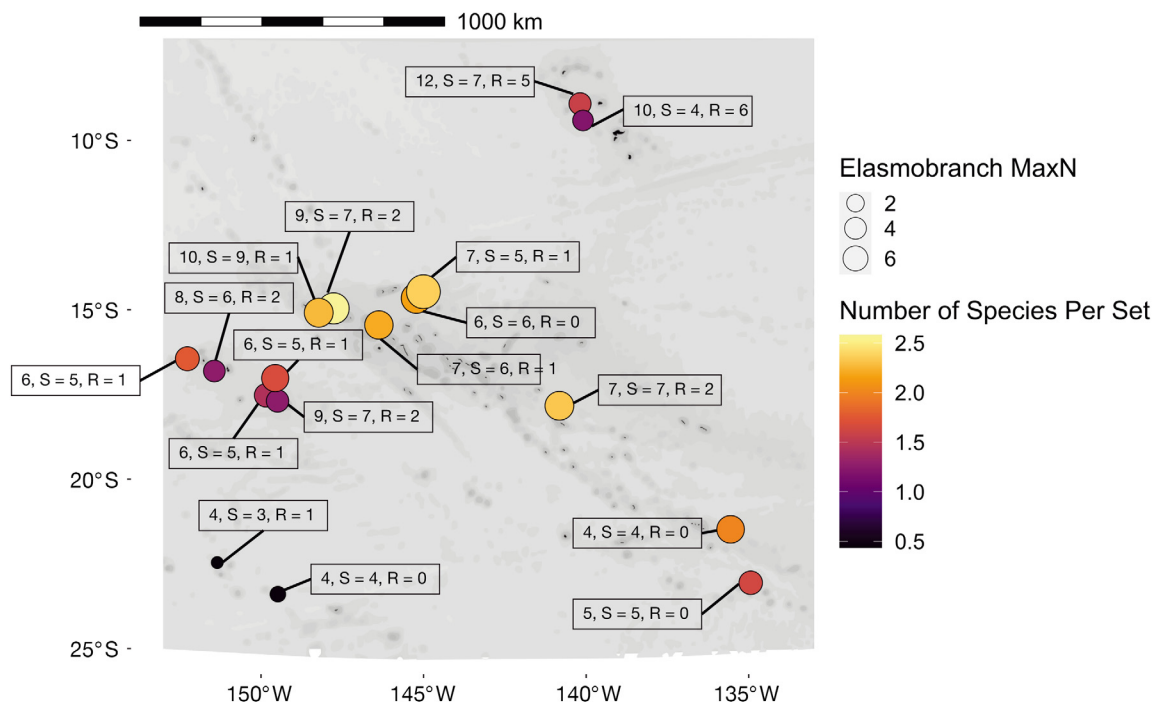 1000 km
12, S = 7, R = 5
10, S = 4, R = 6
10°S
9, S = 7, R = 2
10, S = 9, R = 1
7, S = 5, R = 1
8, S = 6, R = 2
15°S
6, S = 6, R = 0
6, S = 5, R = 1
7, S = 6, R = 1
6, S = 5, R = 1
7, S = 7, R = 2
9, S = 7, R = 2
6, S = 5, R = 1
20°S
4, S = 3, R = 1
4, S = 4, R = 0
4, S = 4, R = 0
5, S = 5, R = 0
25°S
150°W
145°W
140°W
135°W
Elasmobranch MaxN
2
4
6
Number of Species Per Set
2.5
2.0
1.5
1.0
0.5